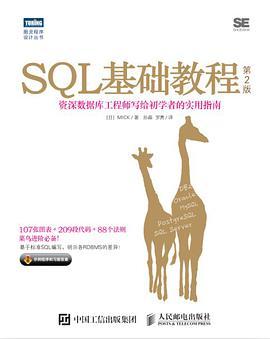 TURING
图灵程序
设计丛书
SE
SHOEISHA
SQL基础教程
第2版
资深数据库工程师写给初学者的实用指南
[日] MICK/著 孙淼 罗勇/译
DB2
Oracle
MySQL
PostgreSQL
SQL Server
107张图表+209段代码+88个法则
菜鸟进阶必备!
基于标准SQL编写,明示各RDBMS的差异!
中国工信出版集团
人民邮电出版社
POSTS & TELECOM PRESS